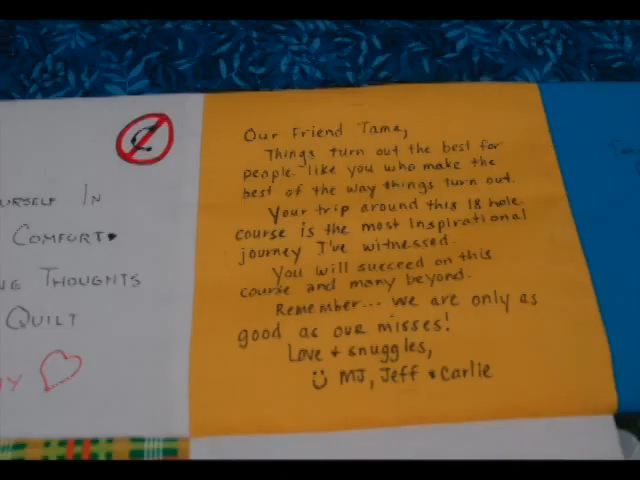 Our Friend Tama,
Things turn out the best for
people like you who make the
best of the way things turn out.
Your trip around this 18 hole
course is the most inspirational
journey I've witnessed.
You will succeed on this
course and many beyond.
Remember... we are only as
good as our misses!
Love + snuggles,
MJ, Jeff + Carlie
In
Comfort
Thoughts
Quilt